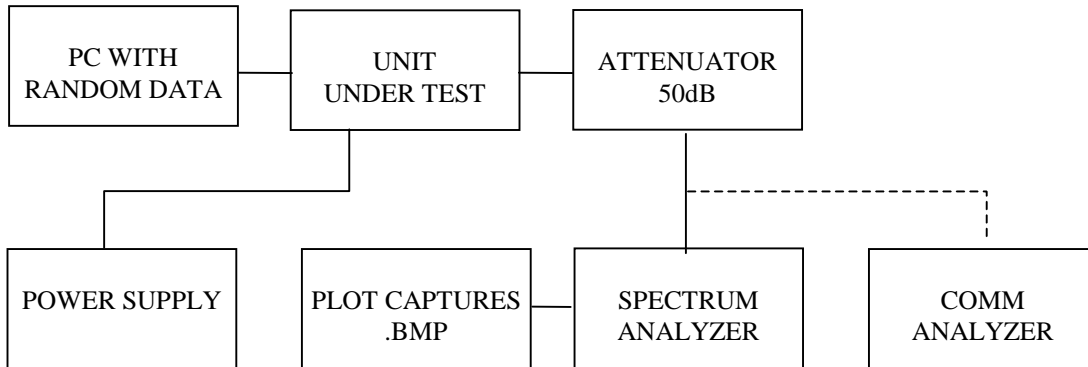 PC WITH
RANDOM DATA
UNIT
UNDER TEST
ATTENUATOR
50dB
POWER SUPPLY
PLOT CAPTURES
.BMP
SPECTRUM
ANALYZER
COMM
ANALYZER